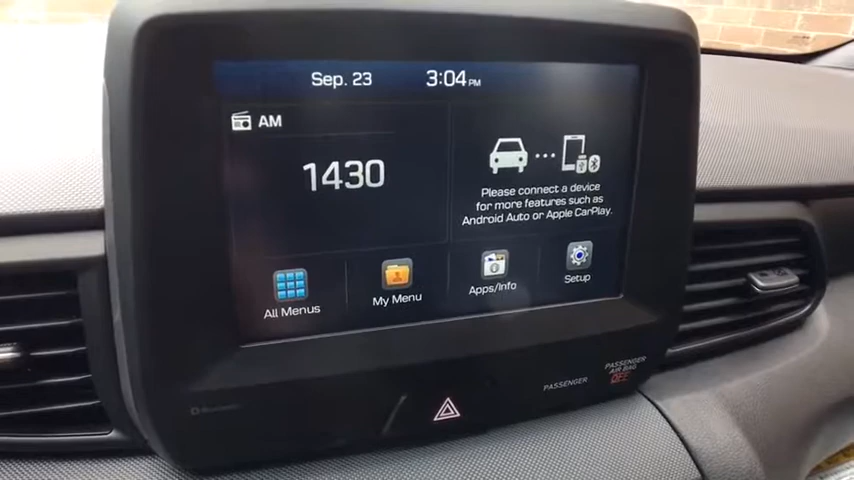 Sep. 23 3:04 PM
AM
1430
Please connect a device
for more features such as
Android Auto or Apple CarPlay.
All Menus
My Menu
Apps/Info
Setup
PASSENGER
PASSENGER
AIR BAG
OFF